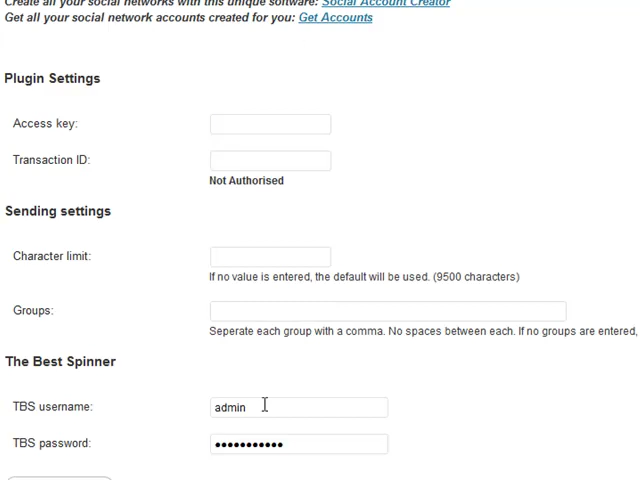 Create all your social networks with this unique software: Social Account Creator
Get all your social network accounts created for you: Get Accounts
Plugin Settings
Access key:
Transaction ID:
Not Authorised
Sending settings
Character limit:
If no value is entered, the default will be used. (9500 characters)
Groups:
Seperate each group with a comma. No spaces between each. If no groups are entered,
The Best Spinner
TBS username: admin
TBS password: •••••••••••